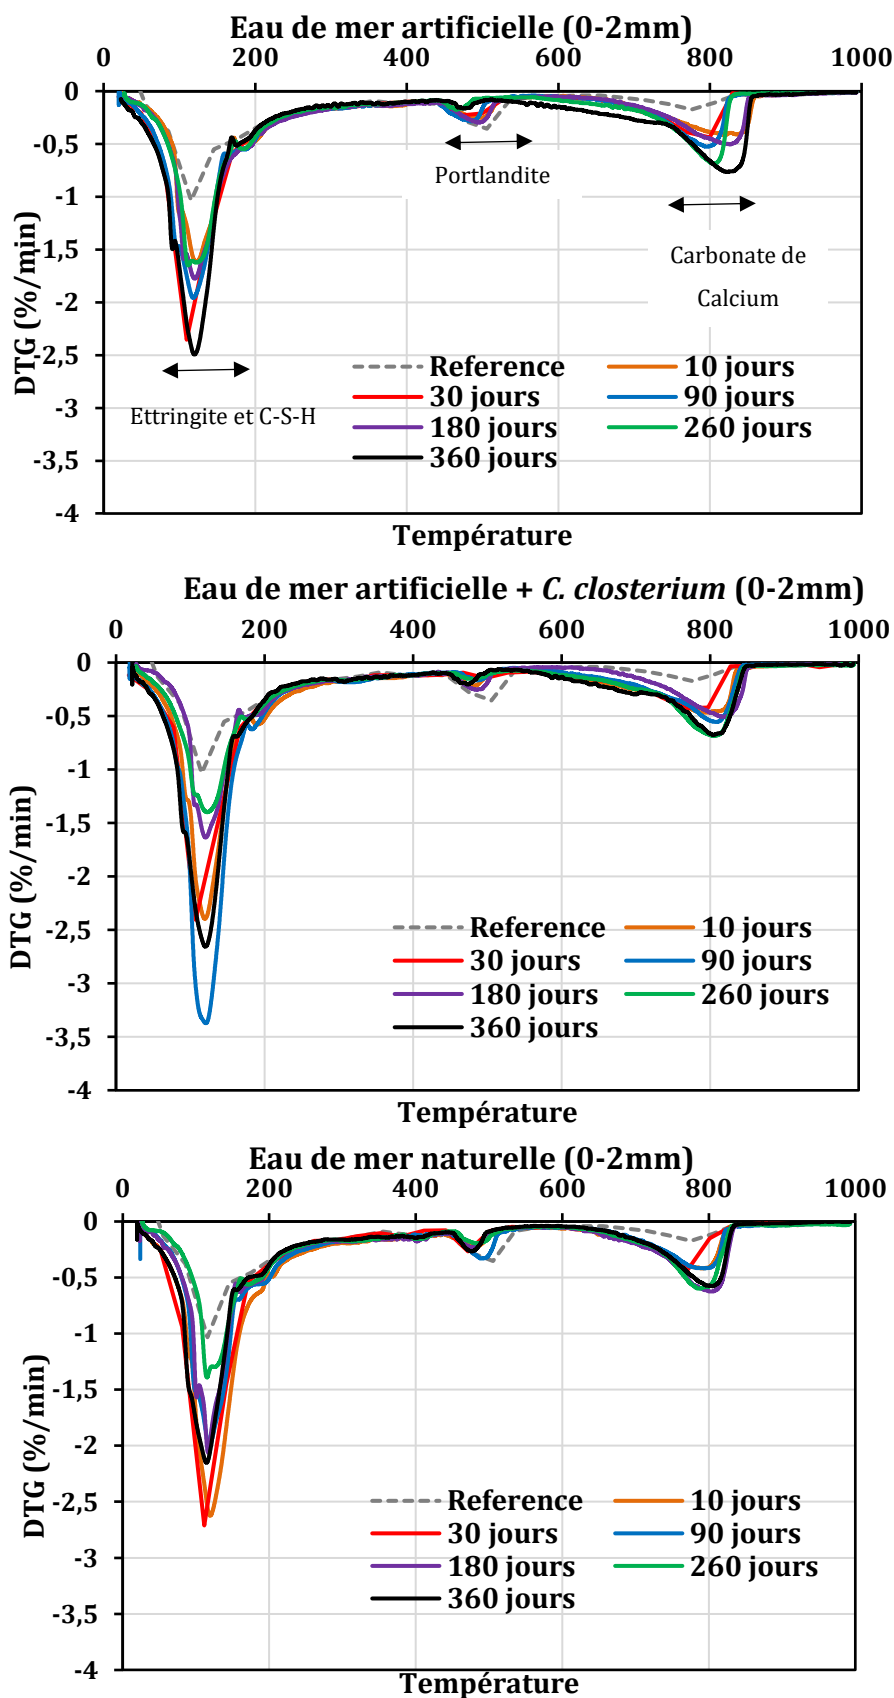 Eau de mer artificielle (0-2mm)
0 200 400 600 800 1000
0
-0,5
-1
-1,5
-2
-2,5
-3
-3,5
-4
DTG (%/min)
Portlandite
Carbonate de
Calcium
Ettringite et C-S-H
Reference 10 jours
30 jours 90 jours
180 jours 260 jours
360 jours
Température
Eau de mer artificielle + C. closterium (0-2mm)
0 200 400 600 800 1000
0
-0,5
-1
-1,5
-2
-2,5
-3
-3,5
-4
DTG (%/min)
Reference 10 jours
30 jours 90 jours
180 jours 260 jours
360 jours
Température
Eau de mer naturelle (0-2mm)
0 200 400 600 800 1000
0
-0,5
-1
-1,5
-2
-2,5
-3
-3,5
-4
DTG (%/min)
Reference 10 jours
30 jours 90 jours
180 jours 260 jours
360 jours
Température